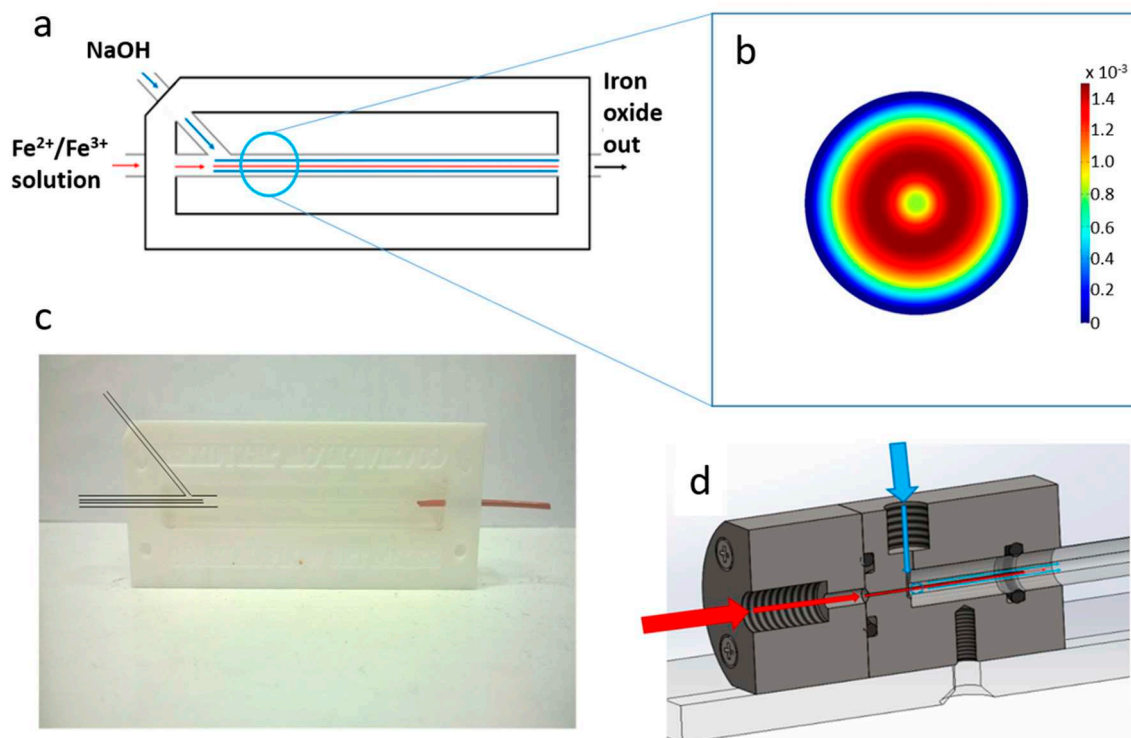 a
NaOH
Fe²⁺/Fe³⁺
solution
Iron
oxide
out
b
x 10⁻³
1.4
1.2
1.0
0.8
0.6
0.4
0.2
0
c
d